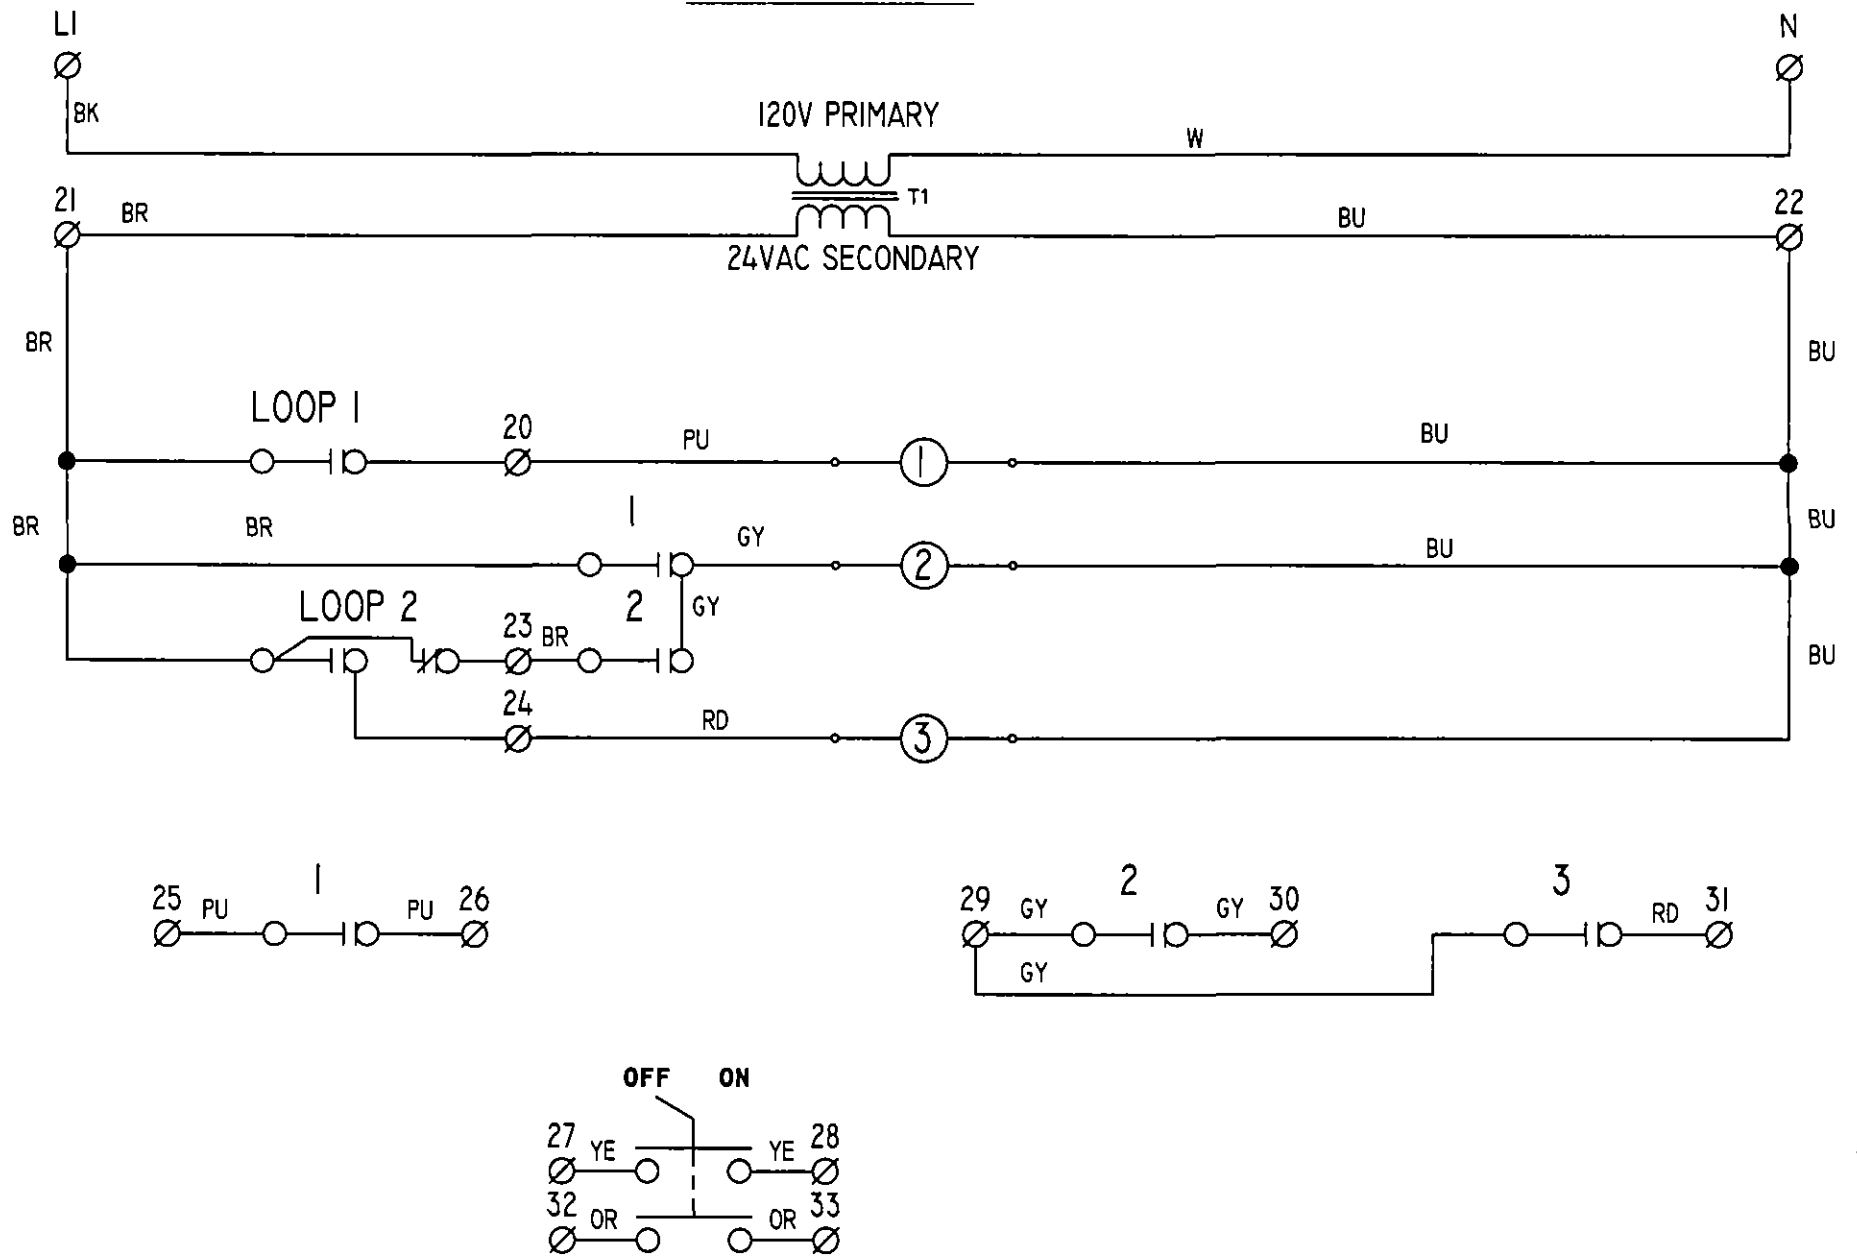 L1
N
BK
120V PRIMARY
W
T1
21
BR
BU
22
24VAC SECONDARY
BR
BU
LOOP 1
20
PU
1
BU
BR
BR
1
GY
2
BU
BU
LOOP 2
2
GY
23
BR
BU
24
RD
3
1
25
PU
PU
26
2
29
GY
GY
30
3
RD
31
GY
OFF ON
27
YE
YE
28
32
OR
OR
33